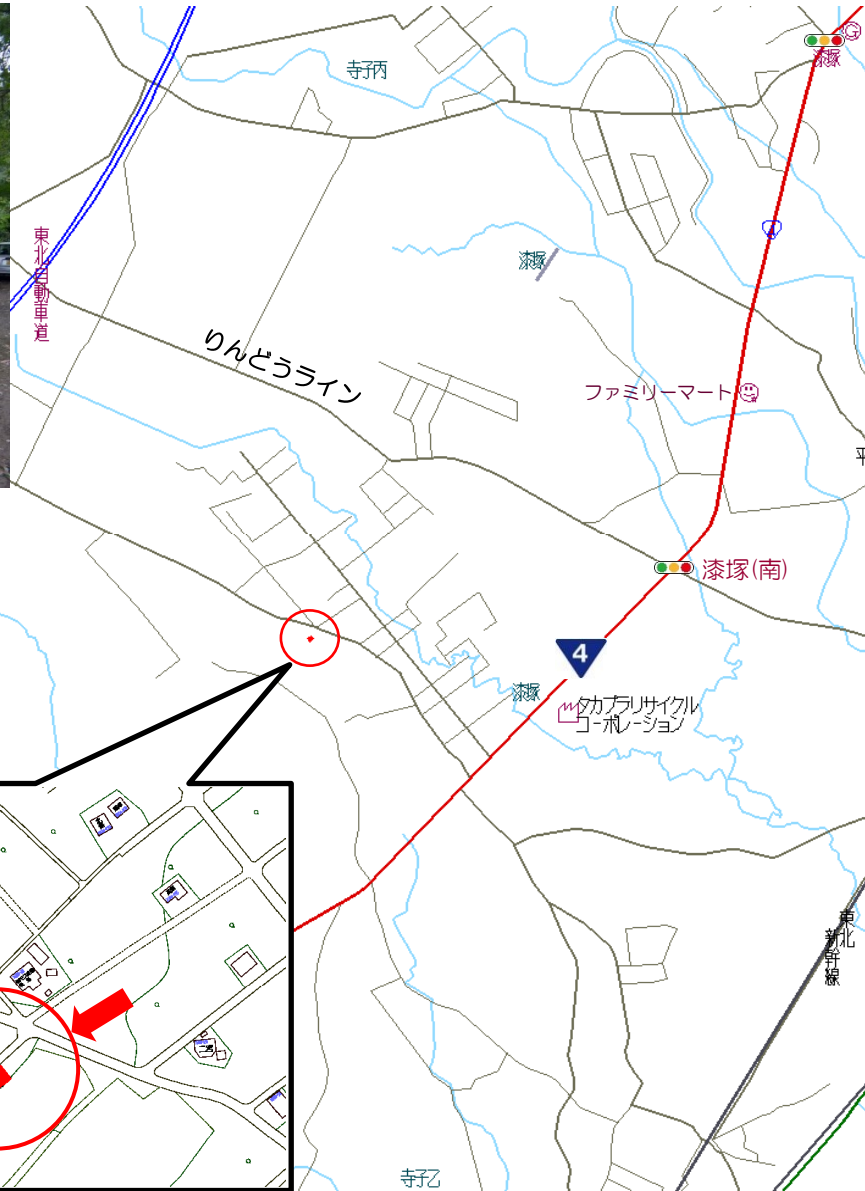 寺子丙
漆塚
漆塚
4
東北自動車道
りんどうライン
ファミリーマート
漆塚(南)
4
漆塚
タカプラリサイクル
コーポレーション
東北
新幹線
寺子乙